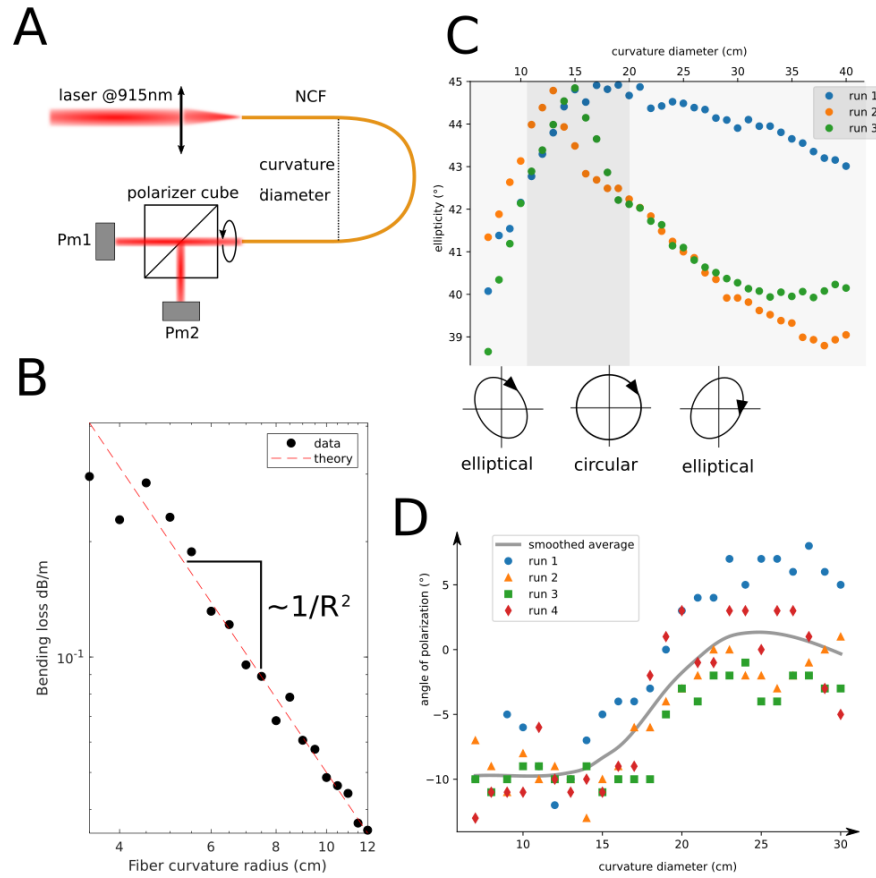 A
laser @915nm
NCF
curvature
diameter
polarizer cube
Pm1
Pm2
B
data
theory
~1/R²
10⁻¹
Bending loss dB/m
4
6
8
10
12
Fiber curvature radius (cm)
C
curvature diameter (cm)
10 15 20 25 30 35 40
45
44
43
42
41
40
39
ellipticity (°)
run 1
run 2
run 3
elliptical
circular
elliptical
D
smoothed average
run 1
run 2
run 3
run 4
5
0
−5
−10
angle of polarization (°)
10 15 20 25 30
curvature diameter (cm)